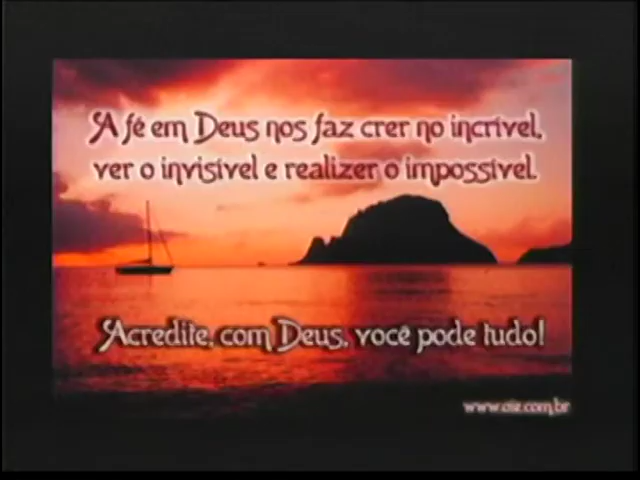 A fé em Deus nos faz crer no incrível,
ver o invisível e realizer o impossível.
Acredite, com Deus, você pode tudo!
www.oie.com.br